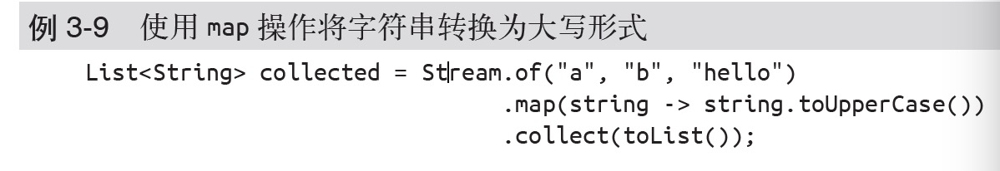 例 3-9 使用 map 操作将字符串转换为大写形式
List<String> collected = Stream.of("a", "b", "hello")
.map(string -> string.toUpperCase())
.collect(toList());